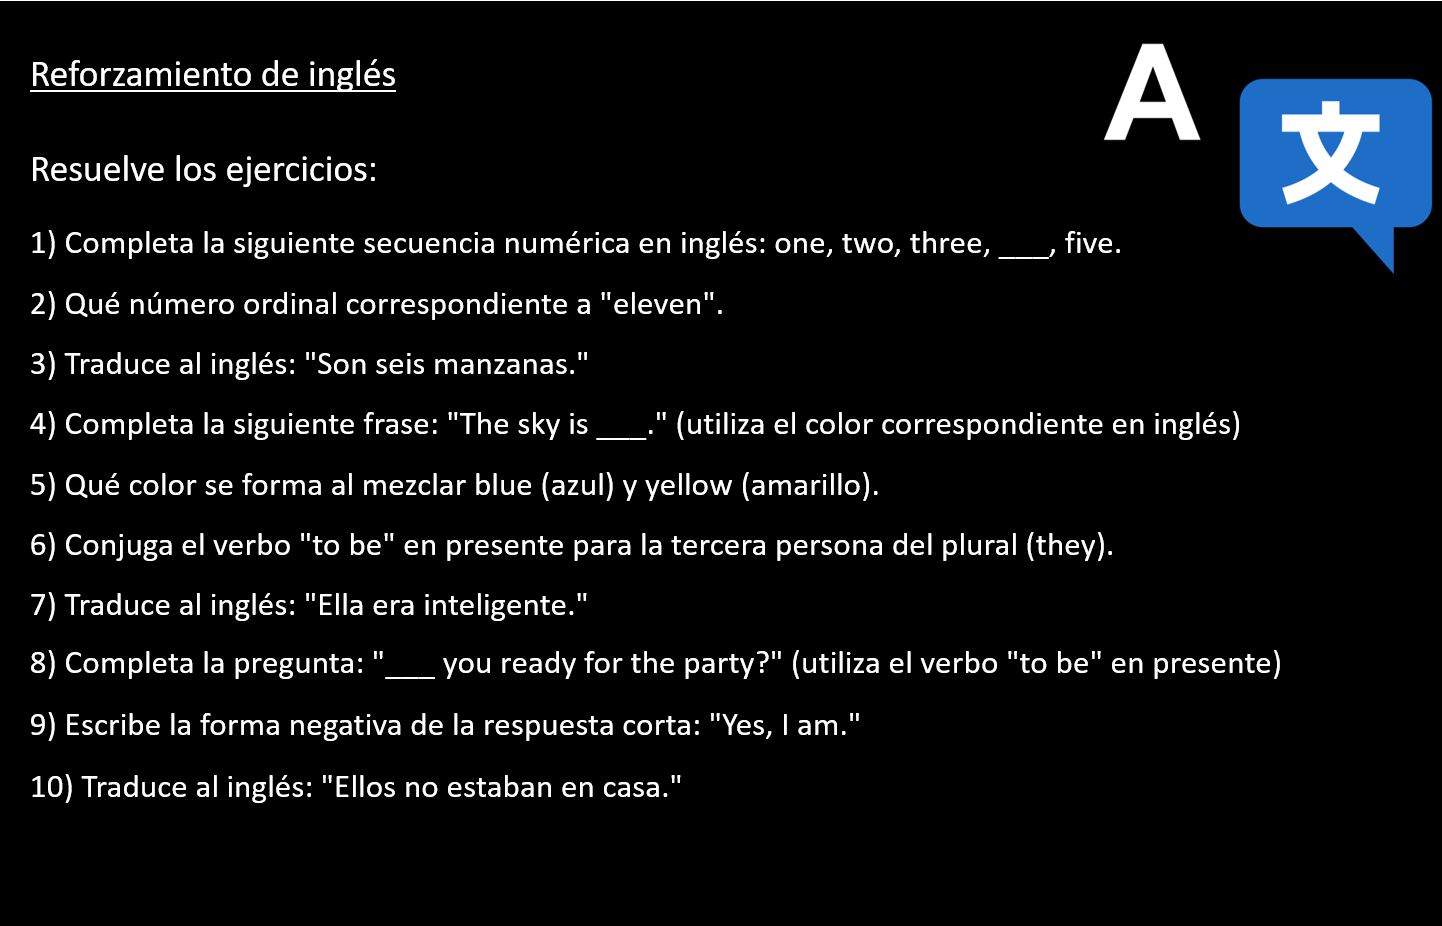 Reforzamiento de inglés
A
文
Resuelve los ejercicios:
1) Completa la siguiente secuencia numérica en inglés: one, two, three, ___, five.
2) Qué número ordinal correspondiente a "eleven".
3) Traduce al inglés: "Son seis manzanas."
4) Completa la siguiente frase: "The sky is ___." (utiliza el color correspondiente en inglés)
5) Qué color se forma al mezclar blue (azul) y yellow (amarillo).
6) Conjuga el verbo "to be" en presente para la tercera persona del plural (they).
7) Traduce al inglés: "Ella era inteligente."
8) Completa la pregunta: "___ you ready for the party?" (utiliza el verbo "to be" en presente)
9) Escribe la forma negativa de la respuesta corta: "Yes, I am."
10) Traduce al inglés: "Ellos no estaban en casa."